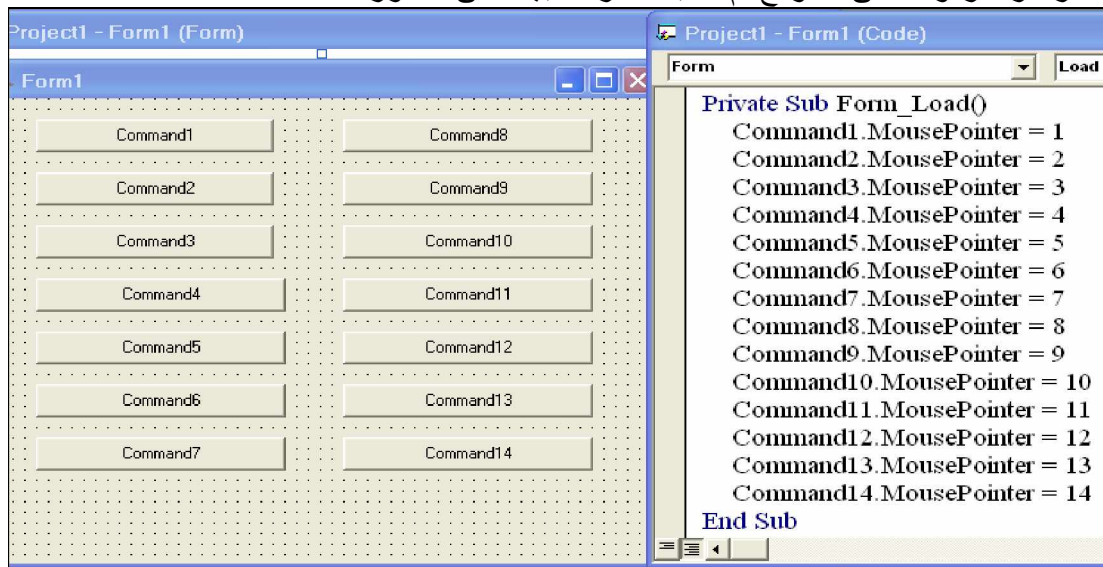 Project1 - Form1 (Form)
Form1
Command1
Command2
Command3
Command4
Command5
Command6
Command7
Command8
Command9
Command10
Command11
Command12
Command13
Command14
Project1 - Form1 (Code)
Form
Load
Private Sub Form_Load()
Command1.MousePointer = 1
Command2.MousePointer = 2
Command3.MousePointer = 3
Command4.MousePointer = 4
Command5.MousePointer = 5
Command6.MousePointer = 6
Command7.MousePointer = 7
Command8.MousePointer = 8
Command9.MousePointer = 9
Command10.MousePointer = 10
Command11.MousePointer = 11
Command12.MousePointer = 12
Command13.MousePointer = 13
Command14.MousePointer = 14
End Sub